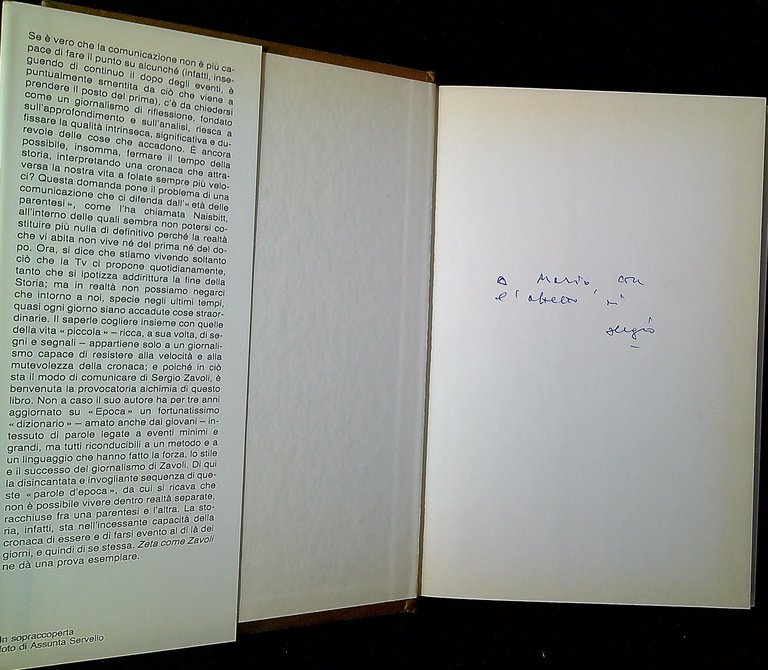 Se è vero che la comunicazione non è più ca-
pace di fare il punto su alcunché (infatti, inse-
guendo di continuo il dopo degli eventi, è
puntualmente smentita da ciò che viene a
prendere il posto del prima), c'è da chiedersi
come un giornalismo di riflessione, fondato
sull'approfondimento e sull'analisi, riesca a
fissare la qualità intrinseca, significativa e du-
revole delle cose che accadono. È ancora
possibile, insomma, fermare il tempo della
storia, interpretando una cronaca che attra-
versa la nostra vita a folate sempre più velo-
ci? Questa domanda pone il problema di una
comunicazione che ci difenda dall'«età delle
parentesi», come l'ha chiamata Naisbitt,
all'interno delle quali sembra non potersi co-
stituire più nulla di definitivo perché la realtà
che vi abita non vive né del prima né del do-
po. Ora, si dice che stiamo vivendo soltanto
ciò che la Tv ci propone quotidianamente,
tanto che si ipotizza addirittura la fine della
Storia; ma in realtà non possiamo negarci
che intorno a noi, specie negli ultimi tempi,
quasi ogni giorno siano accadute cose straor-
dinarie. Il saperle cogliere insieme con quelle
della vita «piccola» – ricca, a sua volta, di se-
gni e segnali – appartiene solo a un giornali-
smo capace di resistere alla velocità e alla
mutevolezza della cronaca; e poiché in ciò
sta il modo di comunicare di Sergio Zavoli, è
benvenuta la provocatoria alchimia di questo
libro. Non a caso il suo autore ha per tre anni
aggiornato su «Epoca» un fortunatissimo
«dizionario» – amato anche dai giovani – in-
tessuto di parole legate a eventi minimi e
grandi, ma tutti riconducibili a un metodo e a
un linguaggio che hanno fatto la forza, lo stile
e il successo del giornalismo di Zavoli. Di qui
la disincantata e invogliante sequenza di que-
ste «parole d'epoca», da cui si ricava che
non è possibile vivere dentro realtà separate,
racchiuse fra una parentesi e l'altra. La sto-
ria, infatti, sta nell'incessante capacità della
cronaca di essere e di farsi evento al di là dei
giorni, e quindi di se stessa. Zeta come Zavoli
ne dà una prova esemplare.
In sopraccoperta
foto di Assunta Servello
a Mario, con
l'affetto di
Sergio